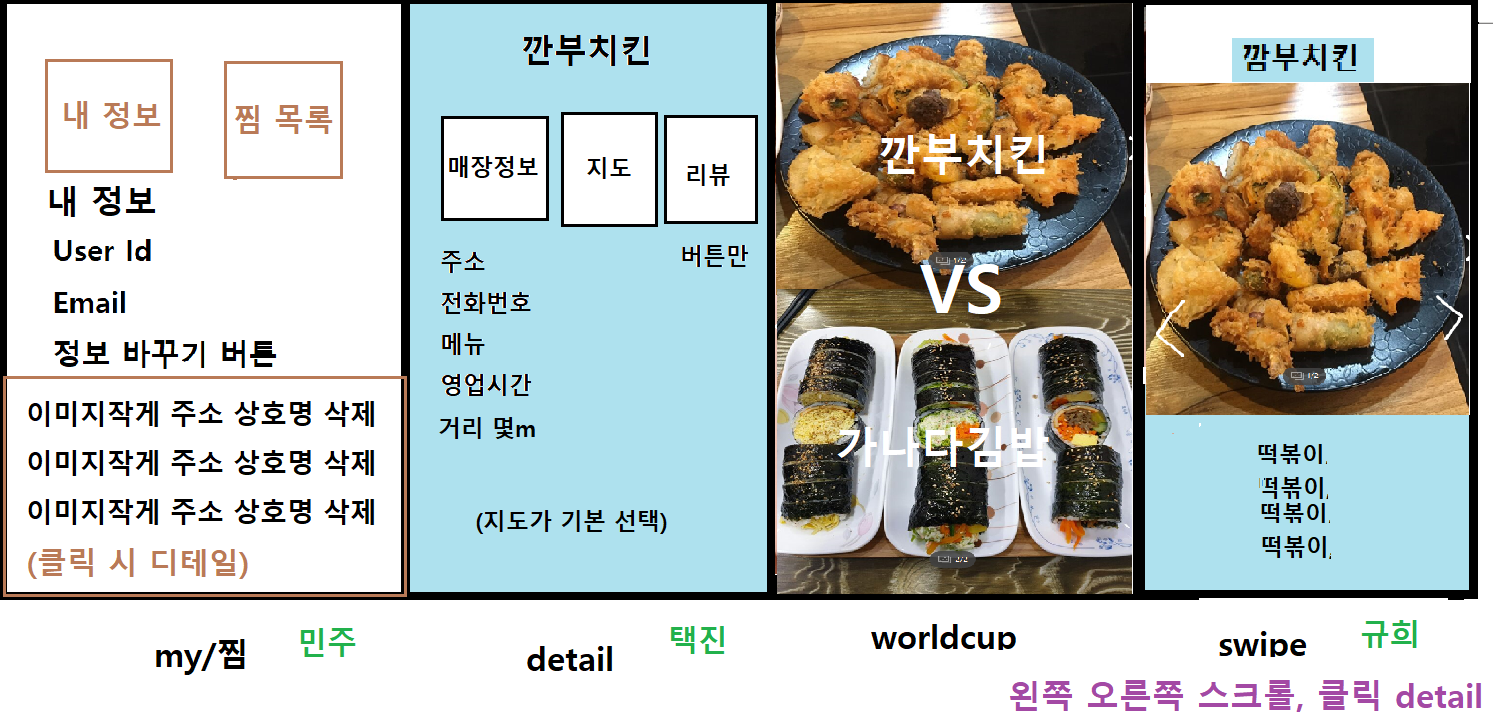 내 정보
찜 목록
내 정보
User Id
Email
정보 바꾸기 버튼
이미지작게 주소 상호명 삭제
이미지작게 주소 상호명 삭제
이미지작게 주소 상호명 삭제
(클릭 시 디테일)
my/찜
민주
깐부치킨
매장정보
지도
리뷰
버튼만
주소
전화번호
메뉴
영업시간
거리 몇m
(지도가 기본 선택)
detail
택진
깐부치킨
1/2
VS
가나다김밥
2/2
worldcup
깜부치킨
1/2
떡볶이,
떡볶이,
떡볶이,
떡볶이,
swipe
규희
왼쪽 오른쪽 스크롤, 클릭 detail